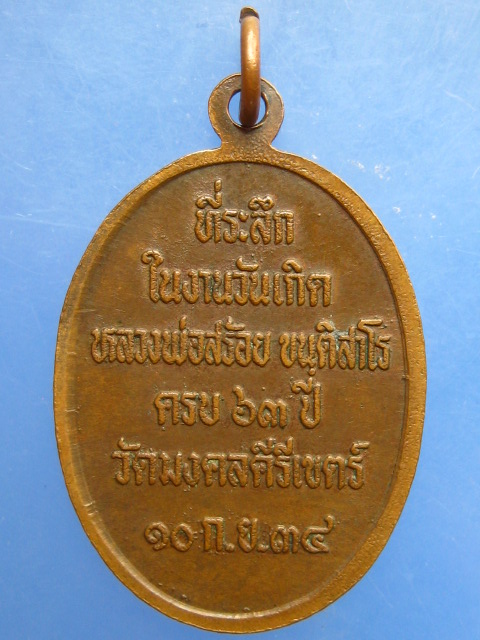 ที่ระลึก
ในงานวันเกิด
หลวงพ่อสร้อย ขนฺติสาโร
ครบ ๖๓ ปี
วัดมงคลคีรีเขตร์
๑๐ ก.ย.๓๔